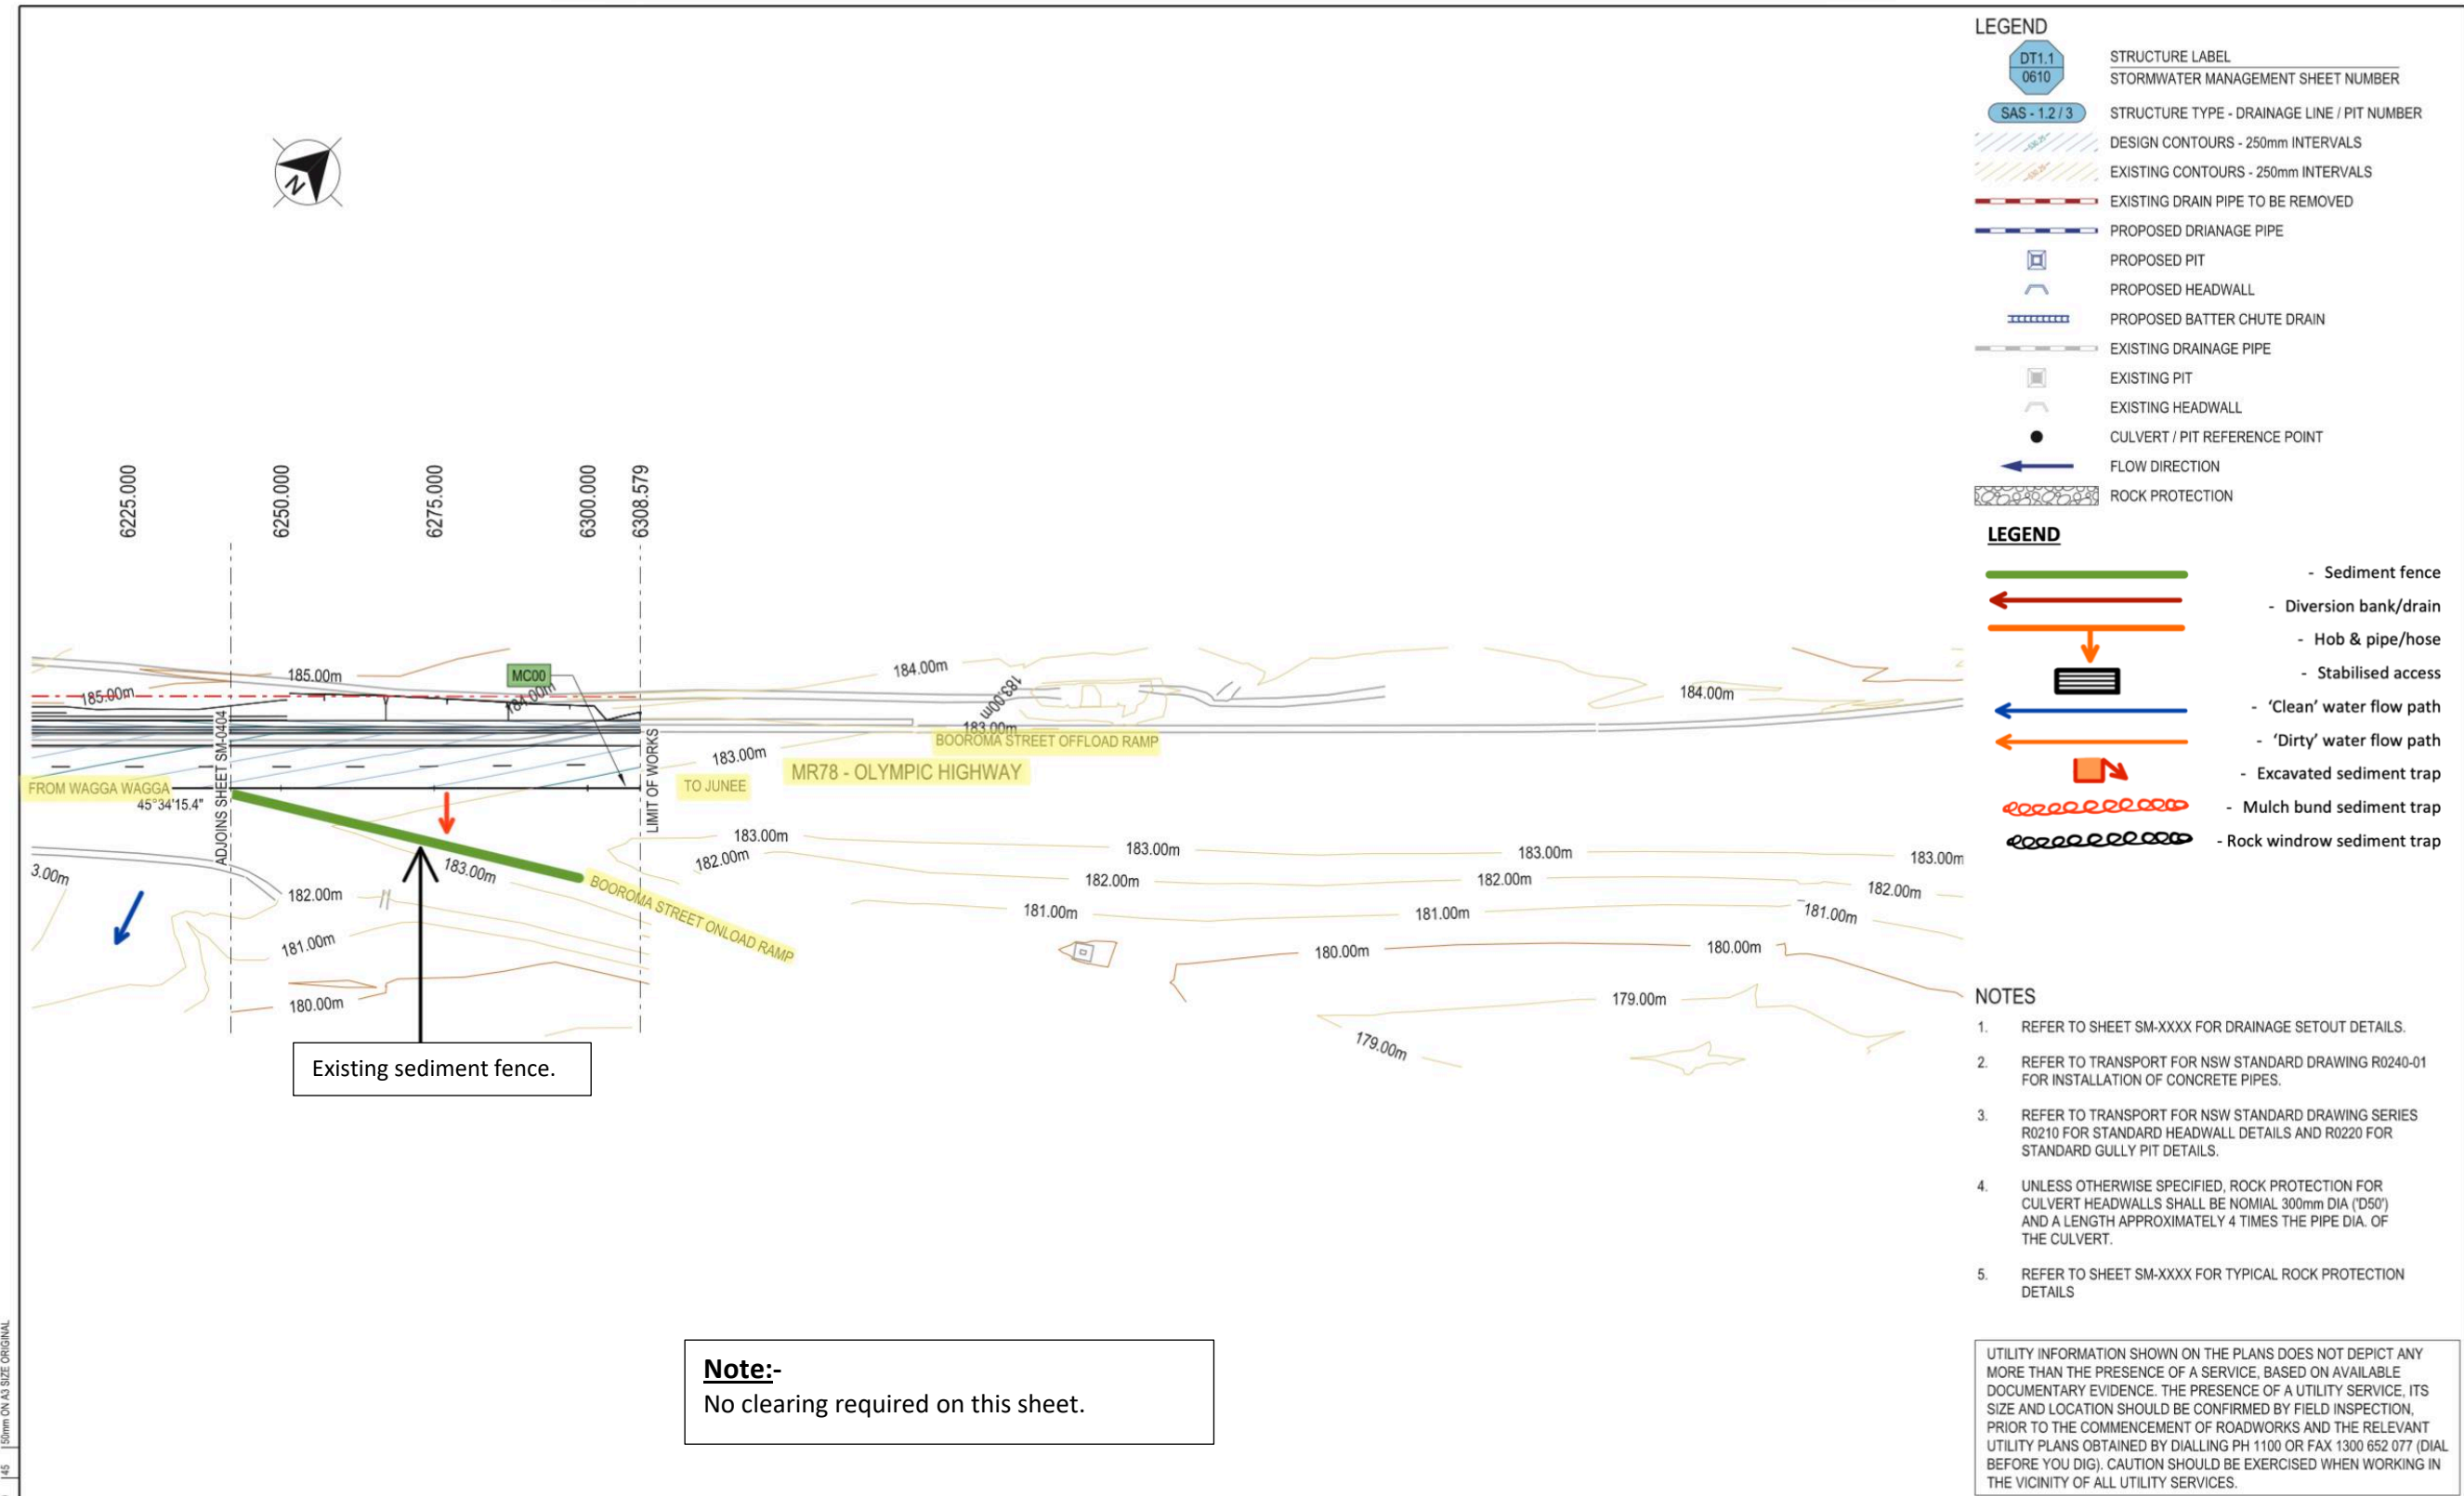 N
6225.000
6250.000
6275.000
6300.000
6308.579
185.00m
185.00m
MC00
184.00m
184.00m
183.00m
183.00m
184.00m
BOOROMA STREET OFFLOAD RAMP
183.00m
MR78 - OLYMPIC HIGHWAY
FROM WAGGA WAGGA
TO JUNEE
45°34'15.4"
ADJOINS SHEET SM-0404
LIMIT OF WORKS
3.00m
183.00m
182.00m
181.00m
180.00m
BOOROMA STREET ONLOAD RAMP
183.00m
182.00m
183.00m
183.00m
183.00m
182.00m
182.00m
182.00m
181.00m
181.00m
181.00m
180.00m
180.00m
179.00m
179.00m
Existing sediment fence.
Note:-
No clearing required on this sheet.
LEGEND
DT1.1
0610
STRUCTURE LABEL
STORMWATER MANAGEMENT SHEET NUMBER
SAS - 1.2 / 3
STRUCTURE TYPE - DRAINAGE LINE / PIT NUMBER
DESIGN CONTOURS - 250mm INTERVALS
EXISTING CONTOURS - 250mm INTERVALS
EXISTING DRAIN PIPE TO BE REMOVED
PROPOSED DRIANAGE PIPE
PROPOSED PIT
PROPOSED HEADWALL
PROPOSED BATTER CHUTE DRAIN
EXISTING DRAINAGE PIPE
EXISTING PIT
EXISTING HEADWALL
CULVERT / PIT REFERENCE POINT
FLOW DIRECTION
ROCK PROTECTION
LEGEND
- Sediment fence
- Diversion bank/drain
- Hob & pipe/hose
- Stabilised access
- ‘Clean’ water flow path
- ‘Dirty’ water flow path
- Excavated sediment trap
- Mulch bund sediment trap
- Rock windrow sediment trap
NOTES
1. REFER TO SHEET SM-XXXX FOR DRAINAGE SETOUT DETAILS.
2. REFER TO TRANSPORT FOR NSW STANDARD DRAWING R0240-01
FOR INSTALLATION OF CONCRETE PIPES.
3. REFER TO TRANSPORT FOR NSW STANDARD DRAWING SERIES
R0210 FOR STANDARD HEADWALL DETAILS AND R0220 FOR
STANDARD GULLY PIT DETAILS.
4. UNLESS OTHERWISE SPECIFIED, ROCK PROTECTION FOR
CULVERT HEADWALLS SHALL BE NOMIAL 300mm DIA ('D50')
AND A LENGTH APPROXIMATELY 4 TIMES THE PIPE DIA. OF
THE CULVERT.
5. REFER TO SHEET SM-XXXX FOR TYPICAL ROCK PROTECTION
DETAILS
UTILITY INFORMATION SHOWN ON THE PLANS DOES NOT DEPICT ANY
MORE THAN THE PRESENCE OF A SERVICE, BASED ON AVAILABLE
DOCUMENTARY EVIDENCE. THE PRESENCE OF A UTILITY SERVICE, ITS
SIZE AND LOCATION SHOULD BE CONFIRMED BY FIELD INSPECTION,
PRIOR TO THE COMMENCEMENT OF ROADWORKS AND THE RELEVANT
UTILITY PLANS OBTAINED BY DIALLING PH 1100 OR FAX 1300 652 077 (DIAL
BEFORE YOU DIG). CAUTION SHOULD BE EXERCISED WHEN WORKING IN
THE VICINITY OF ALL UTILITY SERVICES.
45 50mm ON A3 SIZE ORIGINAL